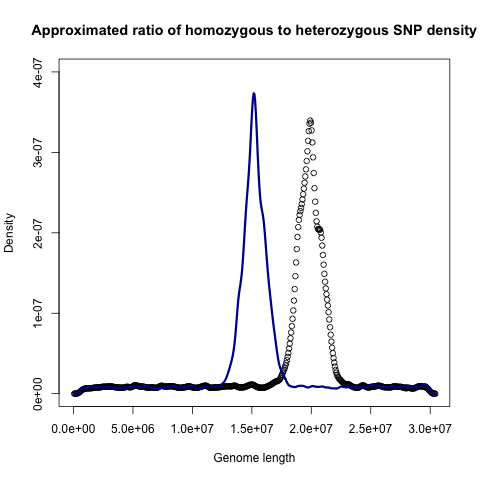 Approximated ratio of homozygous to heterozygous SNP density
4e-07
3e-07
2e-07
1e-07
0e+00
Density
0.0e+00 5.0e+06 1.0e+07 1.5e+07 2.0e+07 2.5e+07 3.0e+07
Genome length